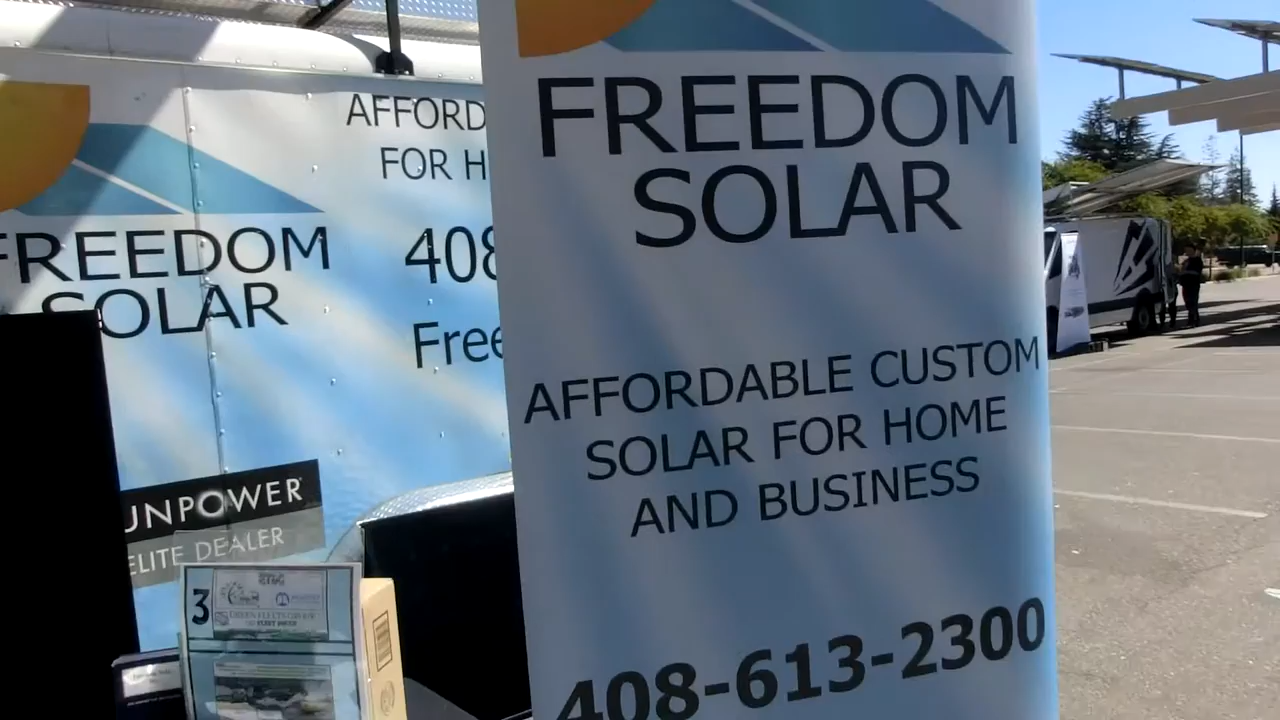 AFFORD
FOR H
408
Free
FREEDOM
SOLAR
UNPOWER
ELITE DEALER
3
FREEDOM
SOLAR
AFFORDABLE CUSTOM
SOLAR FOR HOME
AND BUSINESS
408-613-2300